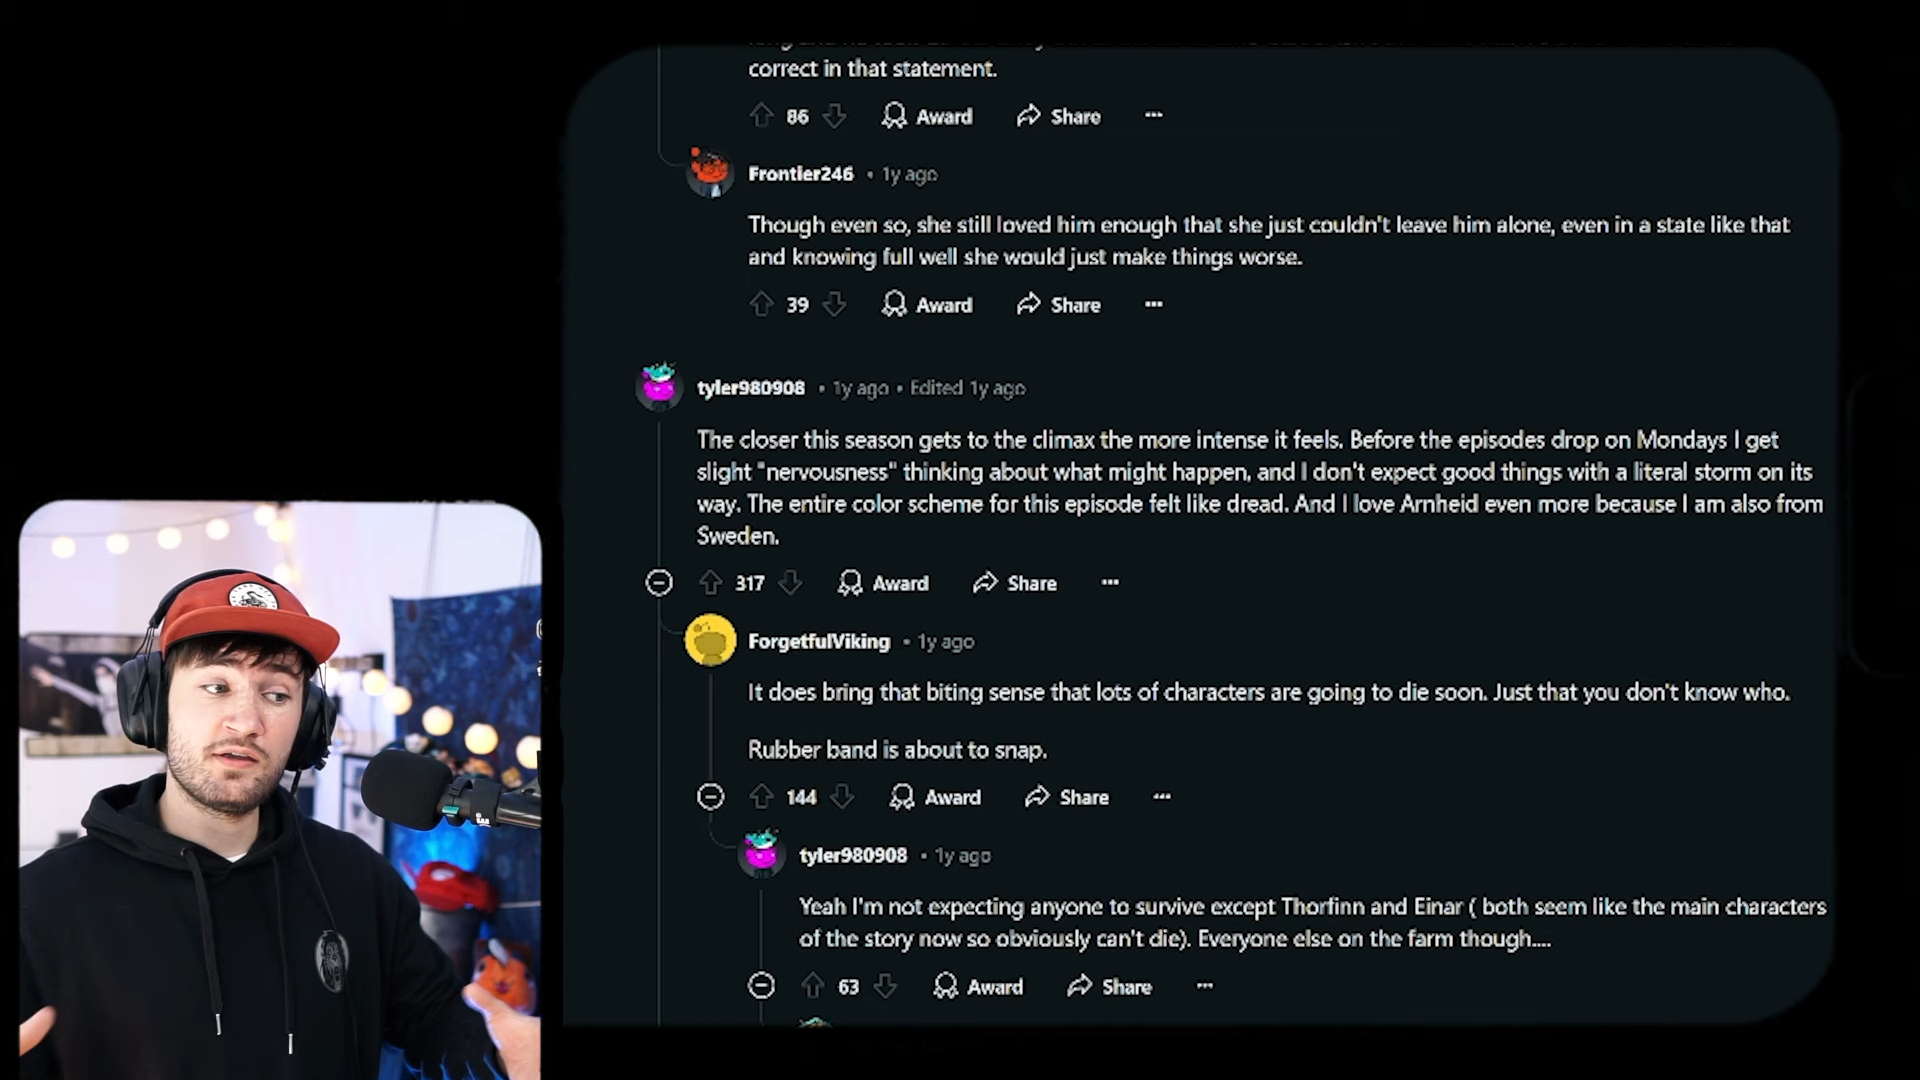 correct in that statement.
86 Award Share
Frontier246 • 1y ago
Though even so, she still loved him enough that she just couldn't leave him alone, even in a state like that
and knowing full well she would just make things worse.
39 Award Share
tyler980908 • 1y ago • Edited 1y ago
The closer this season gets to the climax the more intense it feels. Before the episodes drop on Mondays I get
slight "nervousness" thinking about what might happen, and I don't expect good things with a literal storm on its
way. The entire color scheme for this episode felt like dread. And I love Arnheid even more because I am also from
Sweden.
317 Award Share
ForgetfulViking • 1y ago
It does bring that biting sense that lots of characters are going to die soon. Just that you don't know who.
Rubber band is about to snap.
144 Award Share
tyler980908 • 1y ago
Yeah I'm not expecting anyone to survive except Thorfinn and Einar ( both seem like the main characters
of the story now so obviously can't die). Everyone else on the farm though....
63 Award Share